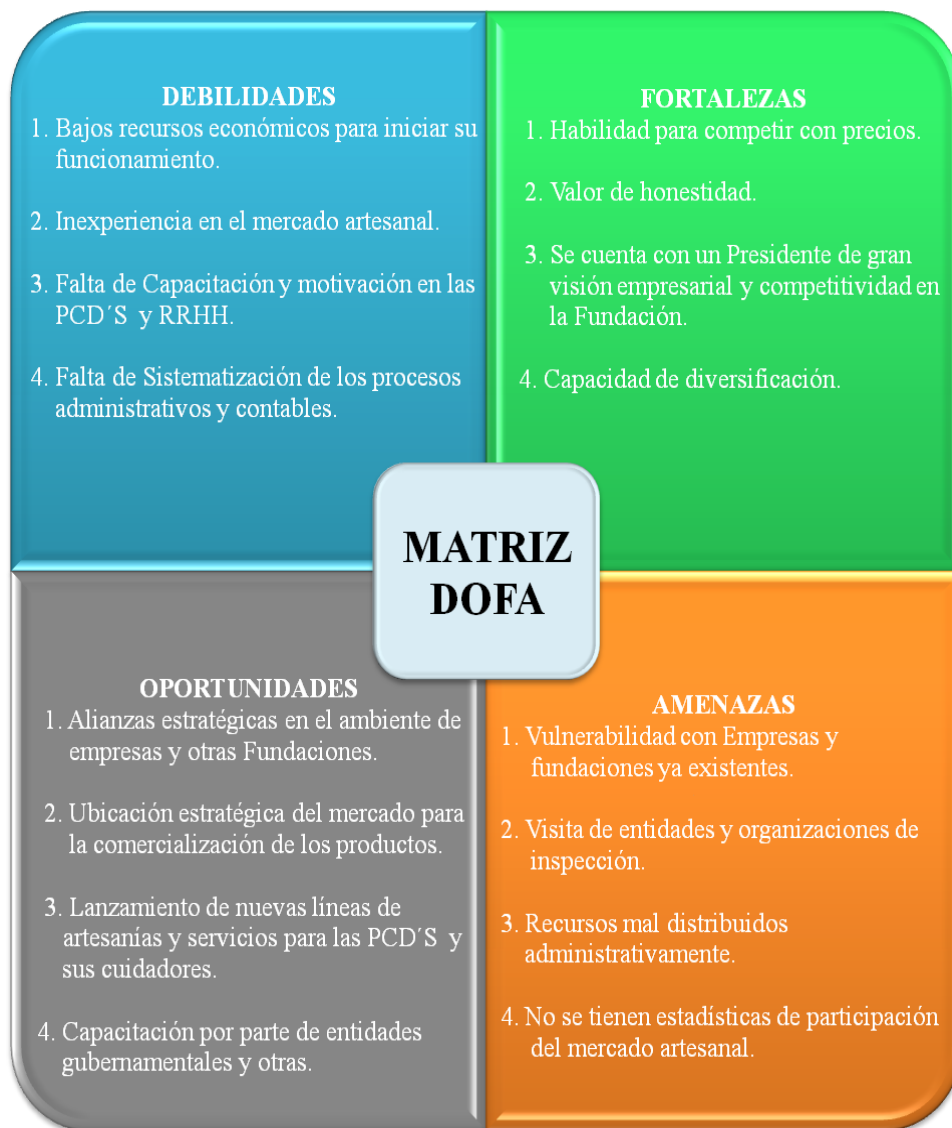 DEBILIDADES
1. Bajos recursos económicos para iniciar su
funcionamiento.
2. Inexperiencia en el mercado artesanal.
3. Falta de Capacitación y motivación en las
PCD´S y RRHH.
4. Falta de Sistematización de los procesos
administrativos y contables.
FORTALEZAS
1. Habilidad para competir con precios.
2. Valor de honestidad.
3. Se cuenta con un Presidente de gran
visión empresarial y competitividad en
la Fundación.
4. Capacidad de diversificación.
MATRIZ
DOFA
OPORTUNIDADES
1. Alianzas estratégicas en el ambiente de
empresas y otras Fundaciones.
2. Ubicación estratégica del mercado para
la comercialización de los productos.
3. Lanzamiento de nuevas líneas de
artesanías y servicios para las PCD´S y
sus cuidadores.
4. Capacitación por parte de entidades
gubernamentales y otras.
AMENAZAS
1. Vulnerabilidad con Empresas y
fundaciones ya existentes.
2. Visita de entidades y organizaciones de
inspección.
3. Recursos mal distribuidos
administrativamente.
4. No se tienen estadísticas de participación
del mercado artesanal.